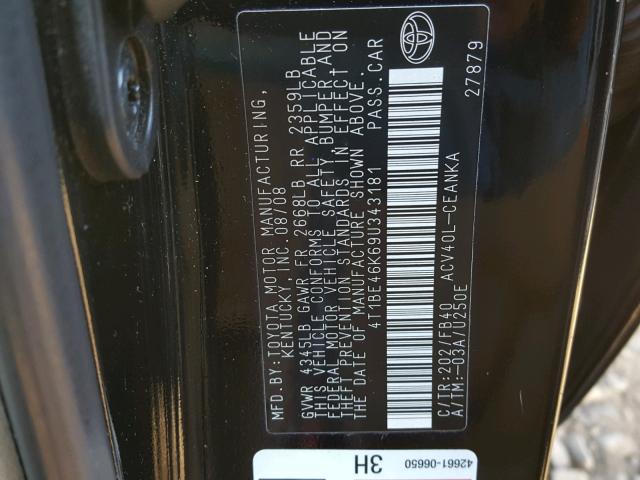 MFD.BY:TOYOTA MOTOR MANUFACTURING,
KENTUCKY, INC. 08/08
GVWR 4345LB GAWR FR 2668LB RR 2359LB
THIS VEHICLE CONFORMS TO ALL APPLICABLE
FEDERAL MOTOR VEHICLE SAFETY BUMPER, AND
THEFT PREVENTION STANDARDS IN EFFECT ON
THE DATE OF MANUFACTURE SHOWN ABOVE.
4T1BE46K69U343181 PASS.CAR
C/TR:202/FB40 ACV40L-CEANKA
A/TM:-03A/U250E 27879
42661-06650
3H